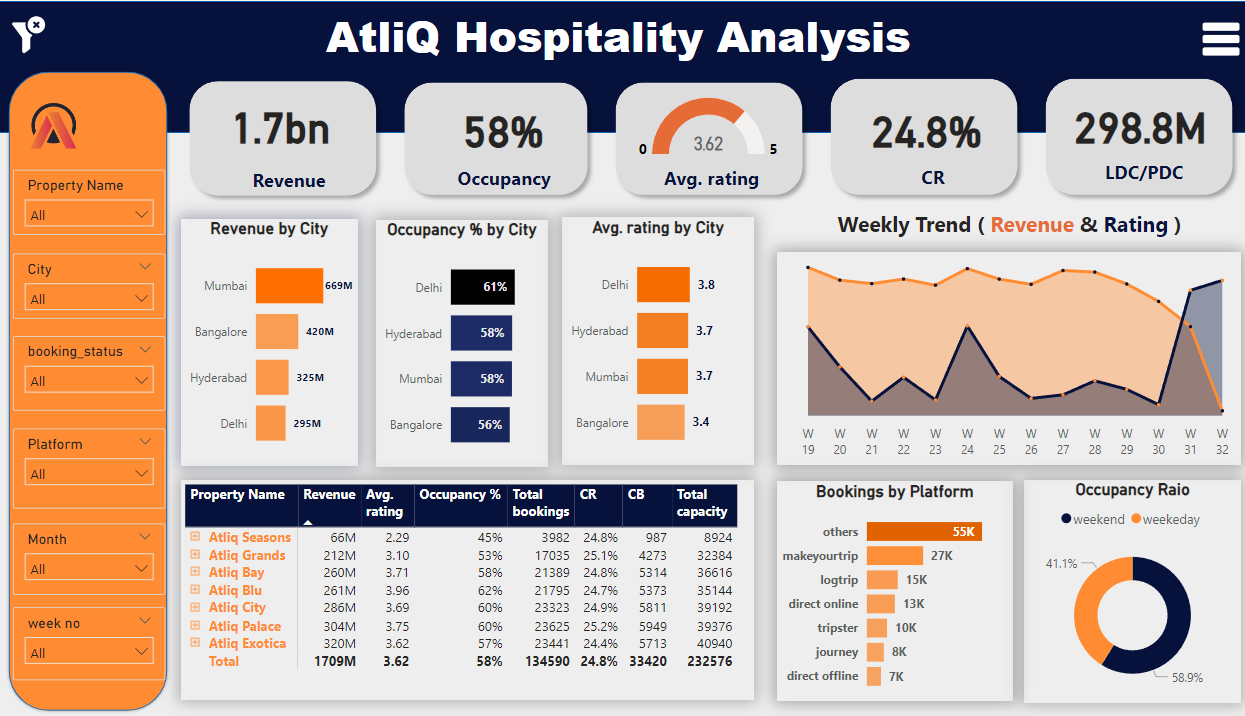 AtliQ Hospitality Analysis
1.7bn
Revenue
58%
Occupancy
0
3.62
5
Avg. rating
24.8%
CR
298.8M
LDC/PDC
Property Name
All
City
All
booking_status
All
Platform
All
Month
All
week no
All
Revenue by City
Mumbai 669M
Bangalore 420M
Hyderabad 325M
Delhi 295M
Occupancy % by City
Delhi 61%
Hyderabad 58%
Mumbai 58%
Bangalore 56%
Avg. rating by City
Delhi 3.8
Hyderabad 3.7
Mumbai 3.7
Bangalore 3.4
Weekly Trend ( Revenue & Rating )
W W W W W W W W W W W W W W
19 20 21 22 23 24 25 26 27 28 29 30 31 32
Property Name Revenue Avg. Occupancy % Total CR CB Total
rating bookings capacity
Atliq Seasons 66M 2.29 45% 3982 24.8% 987 8924
Atliq Grands 212M 3.10 53% 17035 25.1% 4273 32384
Atliq Bay 260M 3.71 58% 21389 24.8% 5314 36616
Atliq Blu 261M 3.96 62% 21795 24.7% 5373 35144
Atliq City 286M 3.69 60% 23323 24.9% 5811 39192
Atliq Palace 304M 3.75 60% 23625 25.2% 5949 39376
Atliq Exotica 320M 3.62 57% 23441 24.4% 5713 40940
Total 1709M 3.62 58% 134590 24.8% 33420 232576
Bookings by Platform
others 55K
makeyourtrip 27K
logtrip 15K
direct online 13K
tripster 10K
journey 8K
direct offline 7K
Occupancy Raio
weekend weekeday
41.1%
58.9%